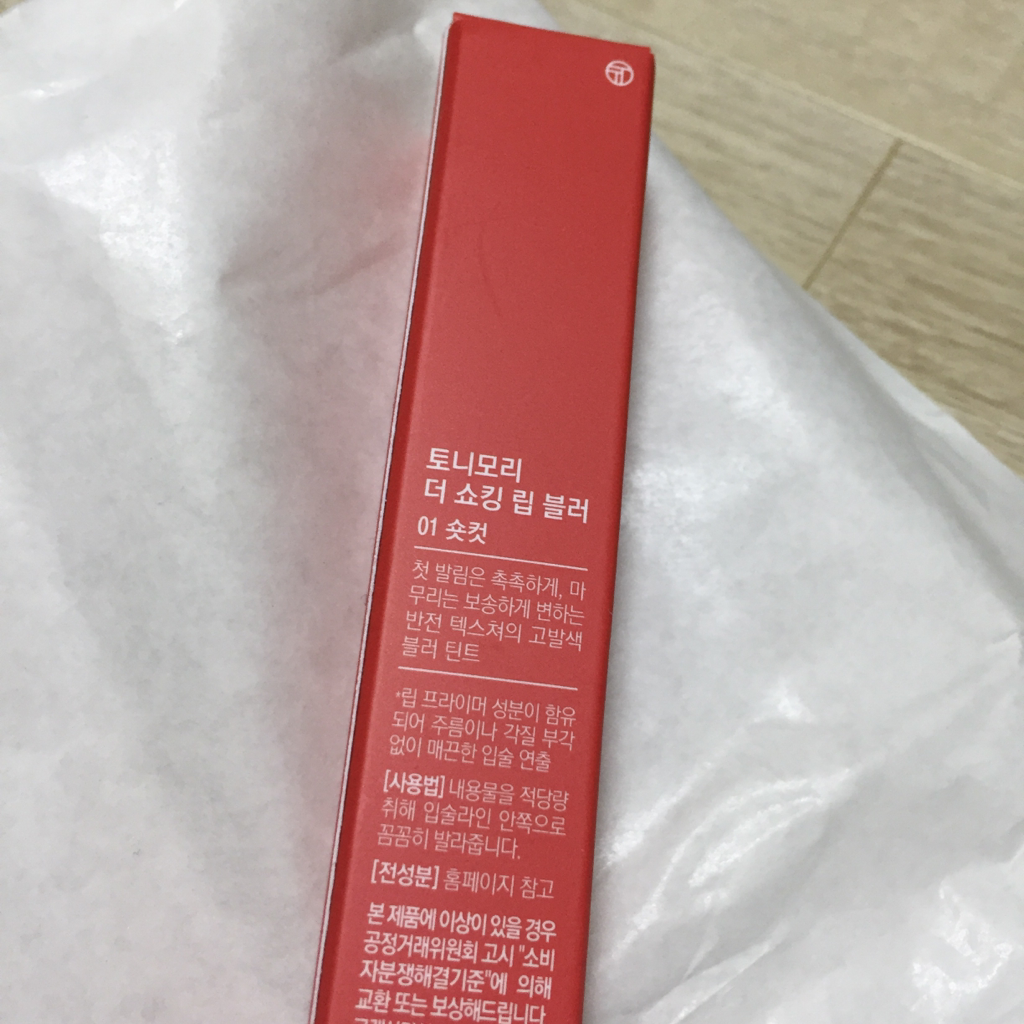 토니모리
더 쇼킹 립 블러
01 숏컷
첫 발림은 촉촉하게, 마
무리는 보송하게 변하는
반전 텍스쳐의 고발색
블러 틴트
*립 프라이머 성분이 함유
되어 주름이나 각질 부각
없이 매끈한 입술 연출
[사용법] 내용물을 적당량
취해 입술라인 안쪽으로
꼼꼼히 발라줍니다.
[전성분] 홈페이지 참고
본 제품에 이상이 있을 경우
공정거래위원회 고시 "소비
자분쟁해결기준"에 의해
교환 또는 보상해드립니다